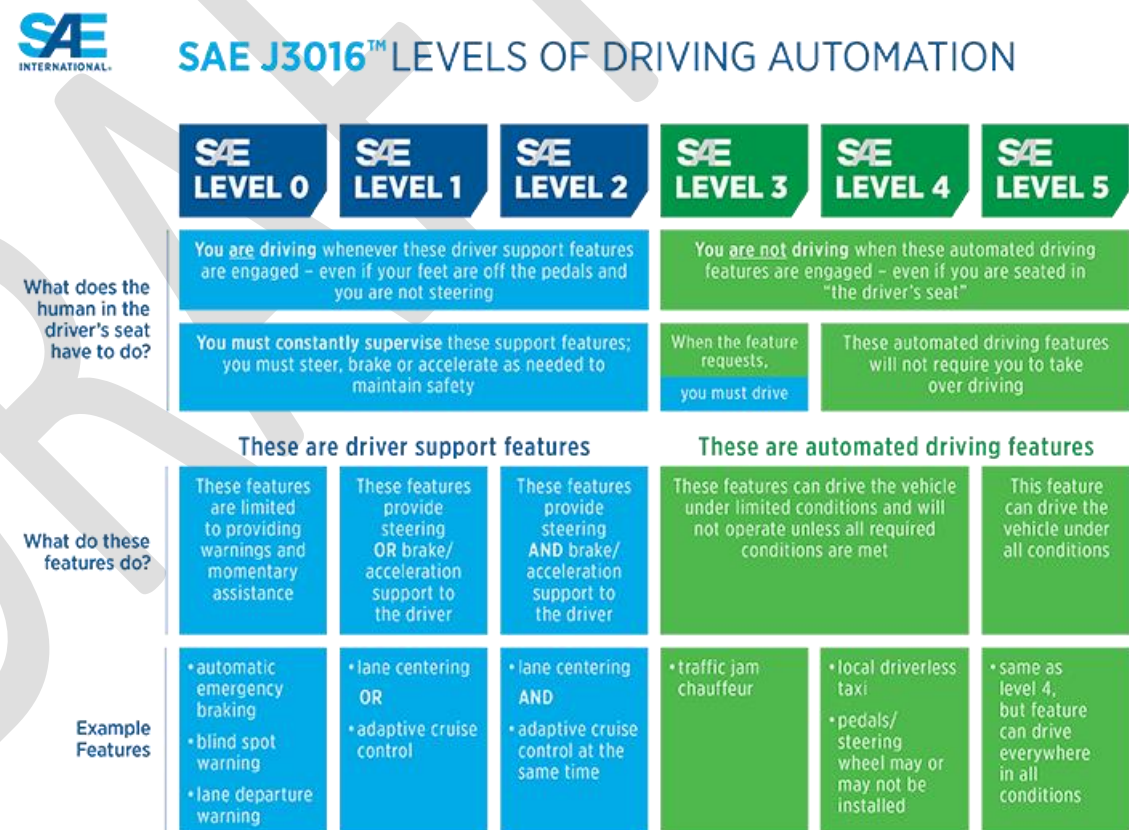 SAE
INTERNATIONAL®
SAE J3016™ LEVELS OF DRIVING AUTOMATION
SAE
LEVEL 0
SAE
LEVEL 1
SAE
LEVEL 2
SAE
LEVEL 3
SAE
LEVEL 4
SAE
LEVEL 5
What does the
human in the
driver's seat
have to do?
You are driving whenever these driver support features
are engaged – even if your feet are off the pedals and
you are not steering
You are not driving when these automated driving
features are engaged – even if you are seated in
"the driver's seat"
You must constantly supervise these support features;
you must steer, brake or accelerate as needed to
maintain safety
When the feature
requests,
you must drive
These automated driving features
will not require you to take
over driving
These are driver support features
These are automated driving features
What do these
features do?
These features
are limited
to providing
warnings and
momentary
assistance
These features
provide
steering
OR brake/
acceleration
support to
the driver
These features
provide
steering
AND brake/
acceleration
support to
the driver
These features can drive the vehicle
under limited conditions and will
not operate unless all required
conditions are met
This feature
can drive the
vehicle under
all conditions
Example
Features
• automatic
emergency
braking
• blind spot
warning
• lane departure
warning
• lane centering
OR
• adaptive cruise
control
• lane centering
AND
• adaptive cruise
control at the
same time
• traffic jam
chauffeur
• local driverless
taxi
• pedals/
steering
wheel may or
may not be
installed
• same as
level 4,
but feature
can drive
everywhere
in all
conditions